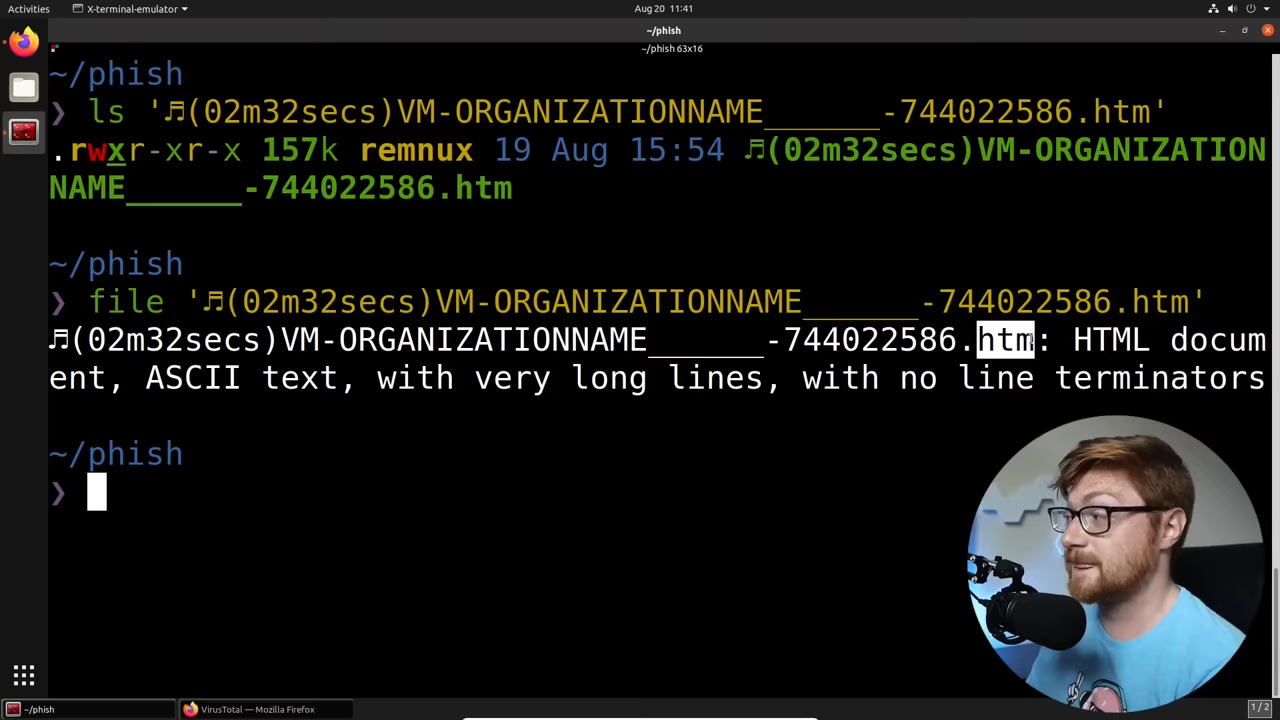 Activities
X-terminal-emulator
Aug 20 11:41
~/phish
~/phish 63x16
~/phish
❯ ls '♬(02m32secs)VM-ORGANIZATIONNAME______-744022586.htm'
.rwxr-xr-x 157k remnux 19 Aug 15:54 ♬(02m32secs)VM-ORGANIZATION
NAME______-744022586.htm
~/phish
❯ file '♬(02m32secs)VM-ORGANIZATIONNAME______-744022586.htm'
♬(02m32secs)VM-ORGANIZATIONNAME______-744022586.htm: HTML docum
ent, ASCII text, with very long lines, with no line terminators
~/phish
❯
~/phish
VirusTotal — Mozilla Firefox
1 / 2